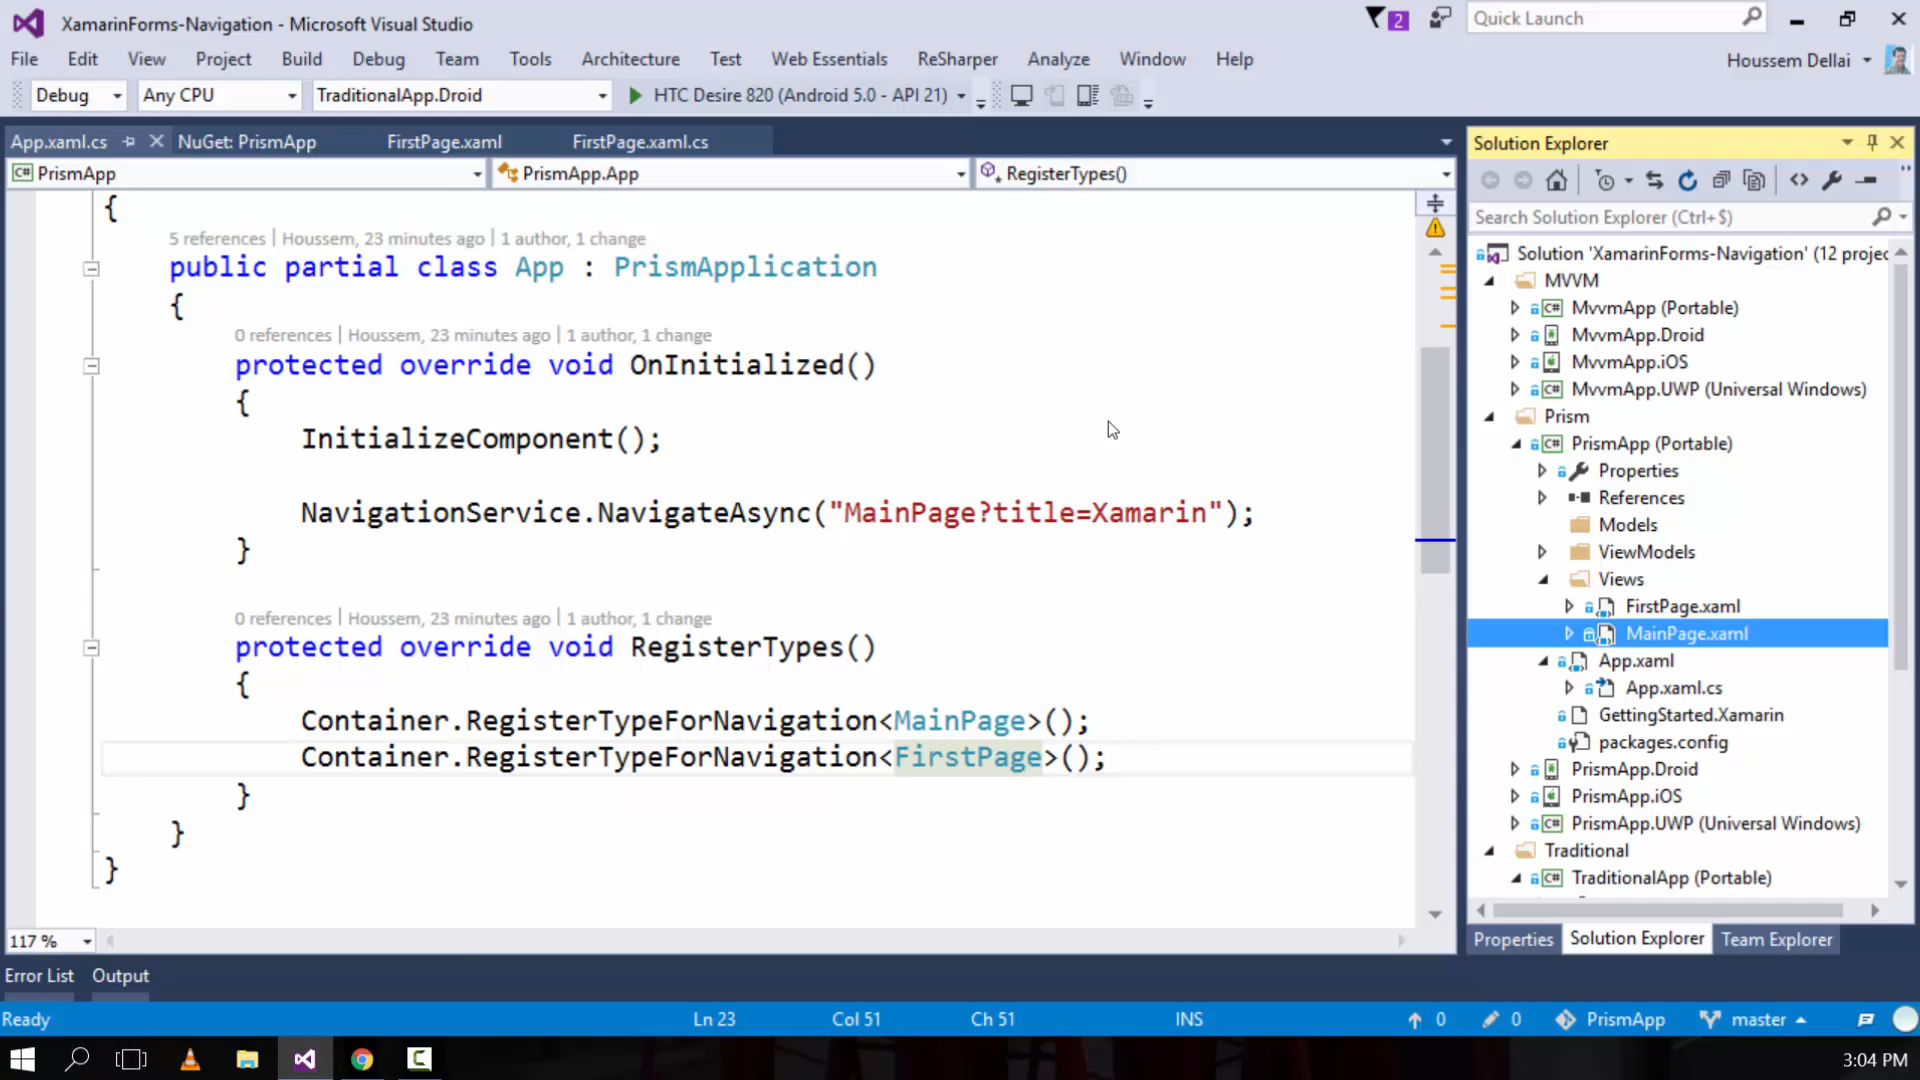 XamarinForms-Navigation - Microsoft Visual Studio
2
Quick Launch
File Edit View Project Build Debug Team Tools Architecture Test Web Essentials ReSharper Analyze Window Help
Houssem Dellai
Debug Any CPU TraditionalApp.Droid HTC Desire 820 (Android 5.0 - API 21)
App.xaml.cs NuGet: PrismApp FirstPage.xaml FirstPage.xaml.cs
PrismApp PrismApp.App RegisterTypes()
{
5 references | Houssem, 23 minutes ago | 1 author, 1 change
public partial class App : PrismApplication
{
0 references | Houssem, 23 minutes ago | 1 author, 1 change
protected override void OnInitialized()
{
InitializeComponent();
NavigationService.NavigateAsync("MainPage?title=Xamarin");
}
0 references | Houssem, 23 minutes ago | 1 author, 1 change
protected override void RegisterTypes()
{
Container.RegisterTypeForNavigation<MainPage>();
Container.RegisterTypeForNavigation<FirstPage>();
}
}
}
117 %
Solution Explorer
Search Solution Explorer (Ctrl+$)
Solution 'XamarinForms-Navigation' (12 projec
MVVM
C# MvvmApp (Portable)
MvvmApp.Droid
MvvmApp.iOS
C# MvvmApp.UWP (Universal Windows)
Prism
C# PrismApp (Portable)
Properties
References
Models
ViewModels
Views
FirstPage.xaml
MainPage.xaml
App.xaml
App.xaml.cs
GettingStarted.Xamarin
packages.config
PrismApp.Droid
PrismApp.iOS
C# PrismApp.UWP (Universal Windows)
Traditional
C# TraditionalApp (Portable)
Properties Solution Explorer Team Explorer
Error List Output
Ready Ln 23 Col 51 Ch 51 INS 0 0 PrismApp master
3:04 PM